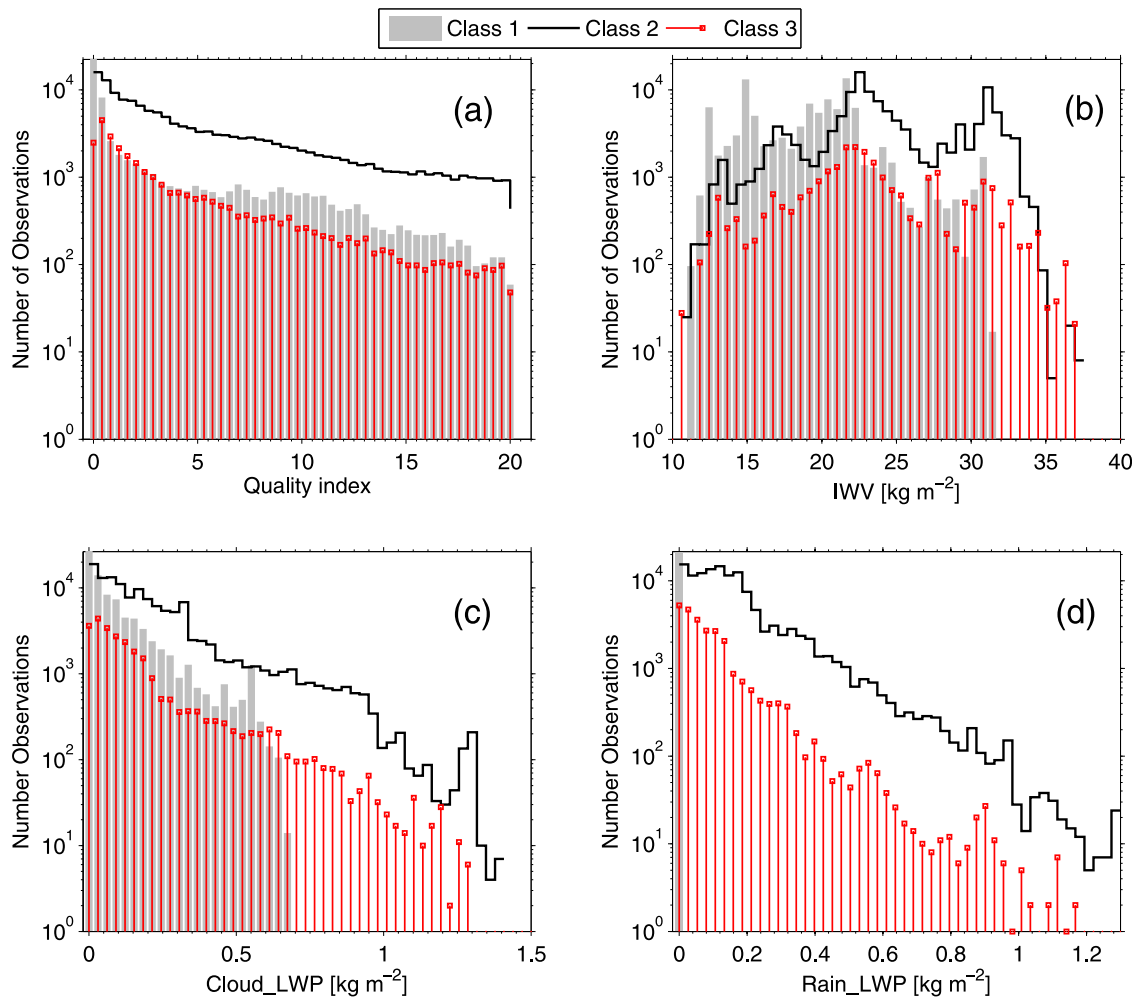 Class 1 Class 2 Class 3
(a)
Number of Observations
10⁴
10³
10²
10¹
10⁰
0 5 10 15 20
Quality index
(b)
Number of Observations
10⁴
10³
10²
10¹
10⁰
10 15 20 25 30 35 40
IWV [kg m⁻²]
(c)
Number Observations
10⁴
10³
10²
10¹
10⁰
0 0.5 1 1.5
Cloud_LWP [kg m⁻²]
(d)
Number Observations
10⁴
10³
10²
10¹
10⁰
0 0.2 0.4 0.6 0.8 1 1.2
Rain_LWP [kg m⁻²]